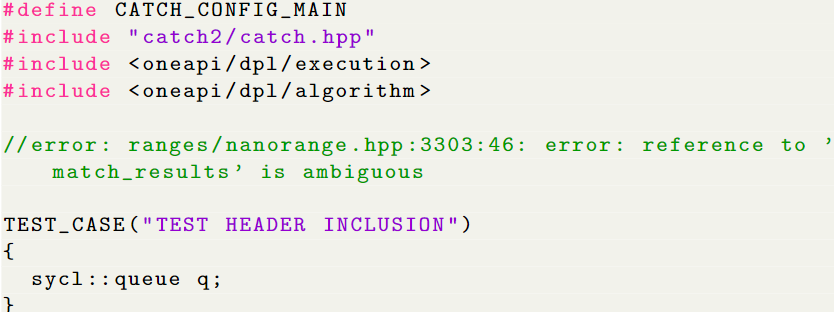 #define CATCH_CONFIG_MAIN
#include "catch2/catch.hpp"
#include <oneapi/dpl/execution>
#include <oneapi/dpl/algorithm>
//error: ranges/nanorange.hpp:3303:46: error: reference to ’
match_results’ is ambiguous
TEST_CASE("TEST HEADER INCLUSION")
{
sycl::queue q;
}